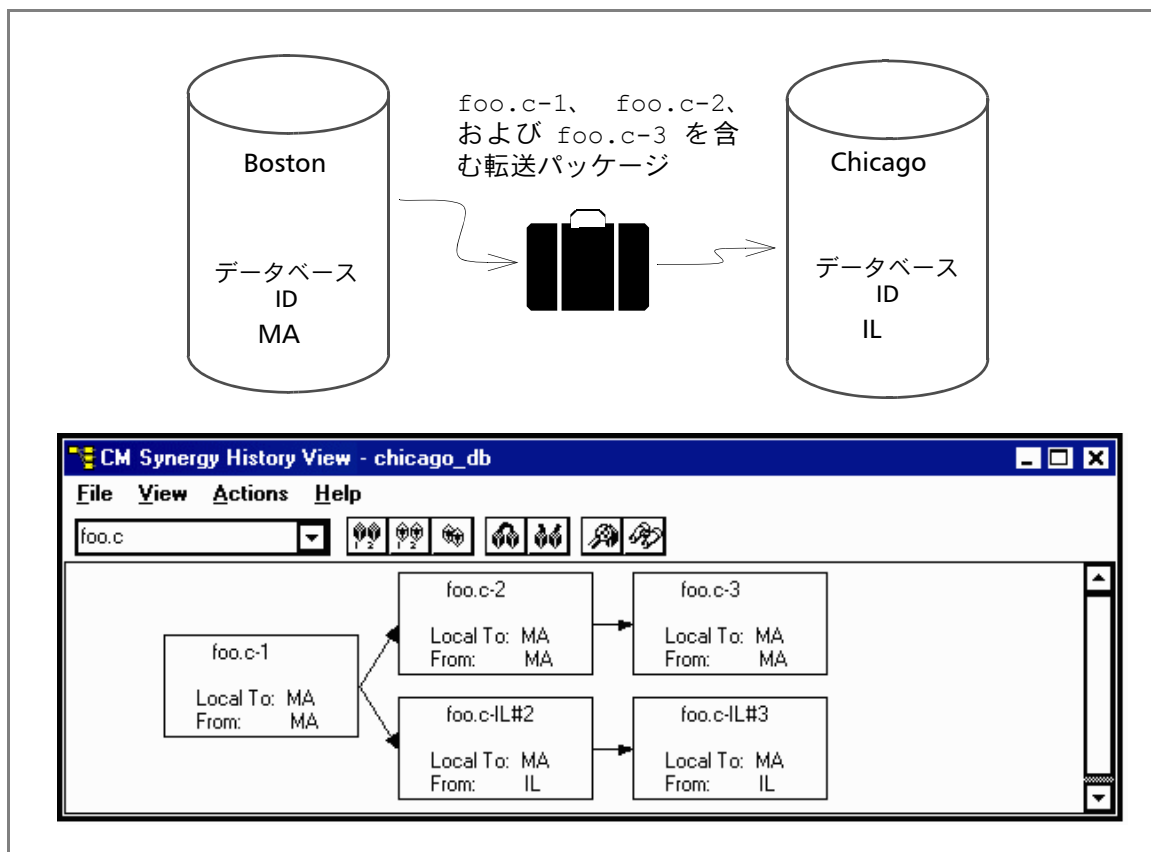 foo.c-1、 foo.c-2、
および foo.c-3 を含
む転送パッケージ
Boston
データベース
ID
MA
Chicago
データベース
ID
IL
CM Synergy History View - chicago_db
File View Actions Help
foo.c
1 2 1 2
foo.c-1
Local To: MA
From: MA
foo.c-2
Local To: MA
From: MA
foo.c-3
Local To: MA
From: MA
foo.c-IL#2
Local To: MA
From: IL
foo.c-IL#3
Local To: MA
From: IL